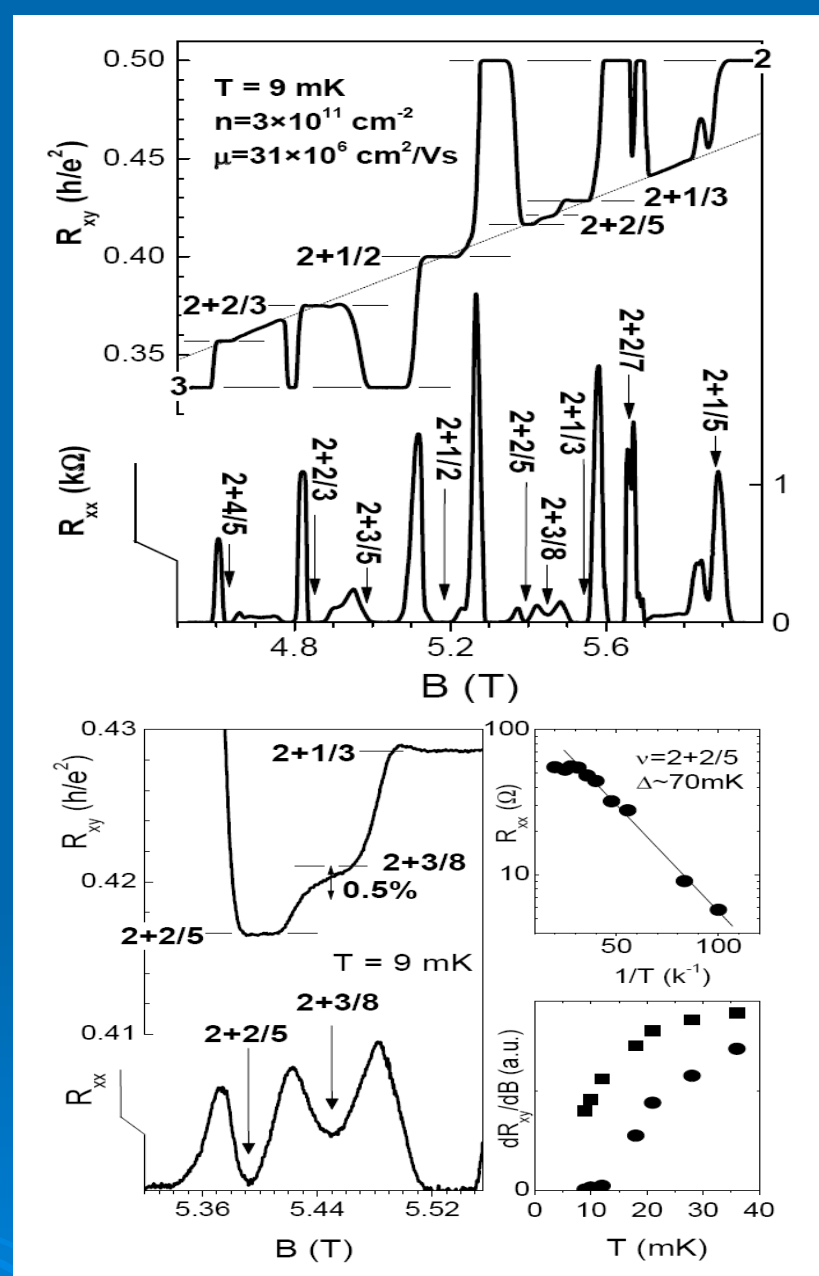 0.50
0.45
0.40
0.35
R_xy (h/e²)
T = 9 mK
n=3×10¹¹ cm⁻²
μ=31×10⁶ cm²/Vs
2
2+1/3
2+2/5
2+1/2
2+2/3
3
R_xx (kΩ)
2+4/5
2+2/3
2+3/5
2+1/2
2+2/5
2+3/8
2+1/3
2+2/7
2+1/5
1
0
4.8
5.2
5.6
B (T)
0.43
0.42
0.41
R_xy (h/e²)
2+1/3
2+3/8
0.5%
2+2/5
T = 9 mK
2+2/5
2+3/8
R_xx
5.36
5.44
5.52
B (T)
100
10
R_xx (Ω)
ν=2+2/5
Δ~70mK
50
100
1/T (k⁻¹)
dR_xy/dB (a.u.)
0
0
10
20
30
40
T (mK)